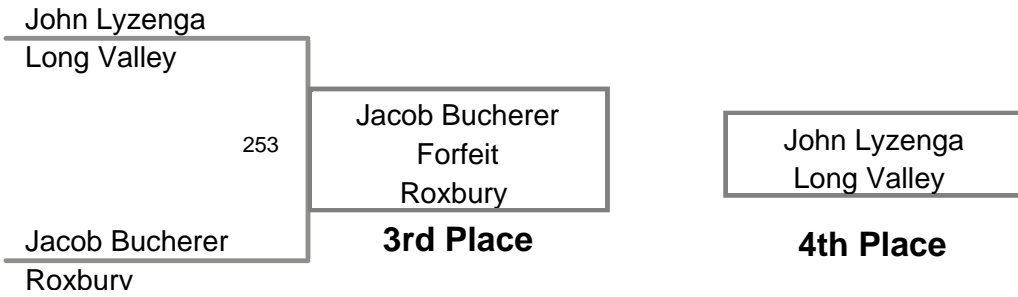 John Lyzenga
Long Valley
253
Jacob Bucherer
Roxbury
Jacob Bucherer
Forfeit
Roxbury
3rd Place
John Lyzenga
Long Valley
4th Place